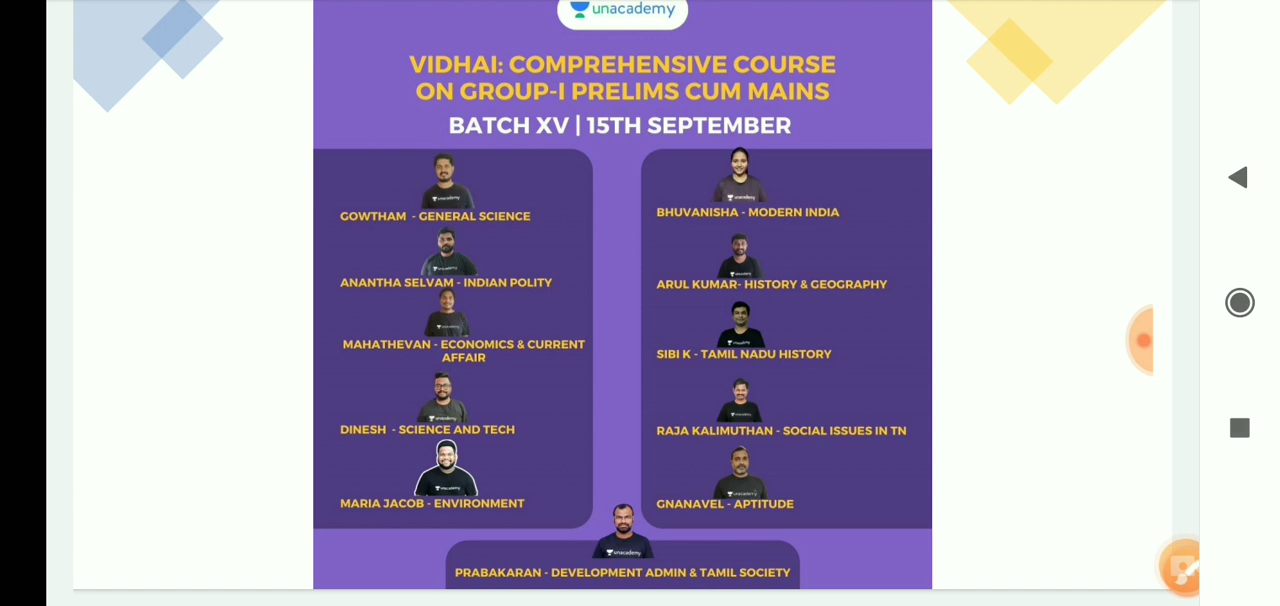 unacademy
VIDHAI: COMPREHENSIVE COURSE
ON GROUP-I PRELIMS CUM MAINS
BATCH XV | 15TH SEPTEMBER
GOWTHAM - GENERAL SCIENCE
ANANTHA SELVAM - INDIAN POLITY
MAHATHEVAN - ECONOMICS & CURRENT
AFFAIR
DINESH - SCIENCE AND TECH
MARIA JACOB - ENVIRONMENT
BHUVANISHA - MODERN INDIA
ARUL KUMAR- HISTORY & GEOGRAPHY
SIBI K - TAMIL NADU HISTORY
RAJA KALIMUTHAN - SOCIAL ISSUES IN TN
GNANAVEL - APTITUDE
PRABAKARAN - DEVELOPMENT ADMIN & TAMIL SOCIETY